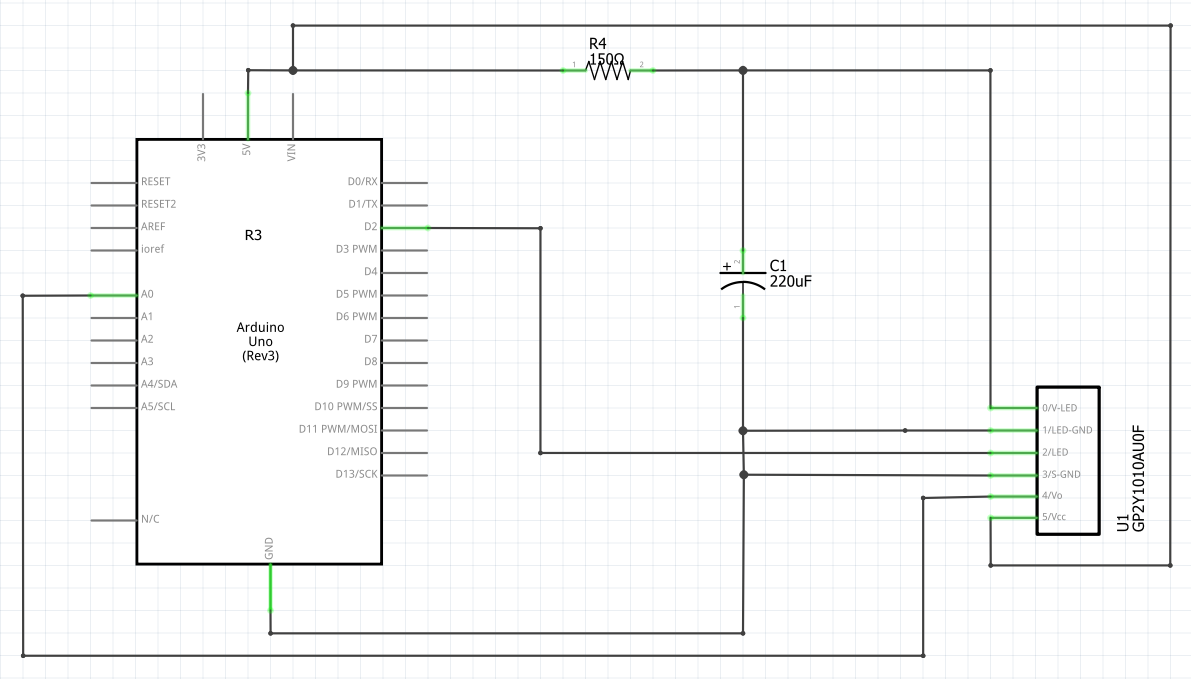 R4
150Ω
1
2
3V3
5V
VIN
RESET
RESET2
AREF
ioref
A0
A1
A2
A3
A4/SDA
A5/SCL
N/C
R3
Arduino
Uno
(Rev3)
D0/RX
D1/TX
D2
D3 PWM
D4
D5 PWM
D6 PWM
D7
D8
D9 PWM
D10 PWM/SS
D11 PWM/MOSI
D12/MISO
D13/SCK
GND
+
2
C1
220uF
1
0/V-LED
1/LED-GND
2/LED
3/S-GND
4/Vo
5/Vcc
U1
GP2Y1010AU0F